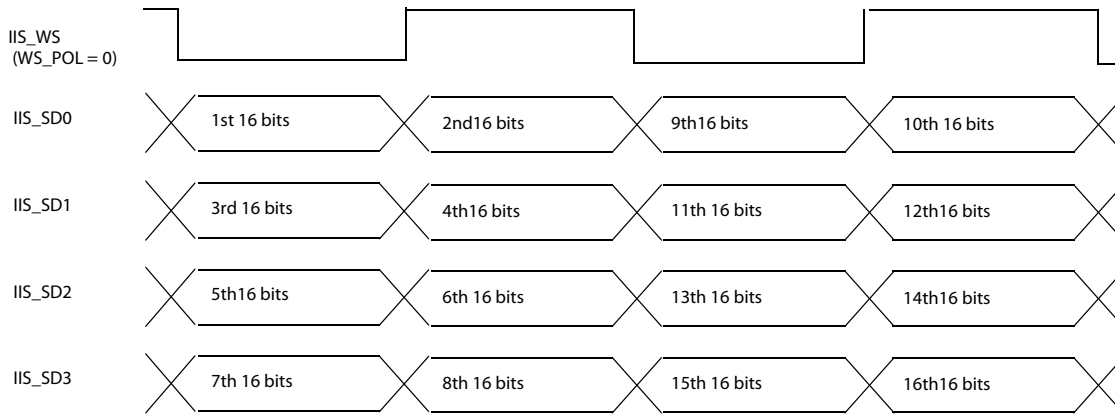 IIS_WS
(WS_POL = 0)
IIS_SD0
1st 16 bits
2nd16 bits
9th16 bits
10th 16 bits
IIS_SD1
3rd 16 bits
4th16 bits
11th 16 bits
12th16 bits
IIS_SD2
5th16 bits
6th 16 bits
13th 16 bits
14th16 bits
IIS_SD3
7th 16 bits
8th 16 bits
15th 16 bits
16th16 bits